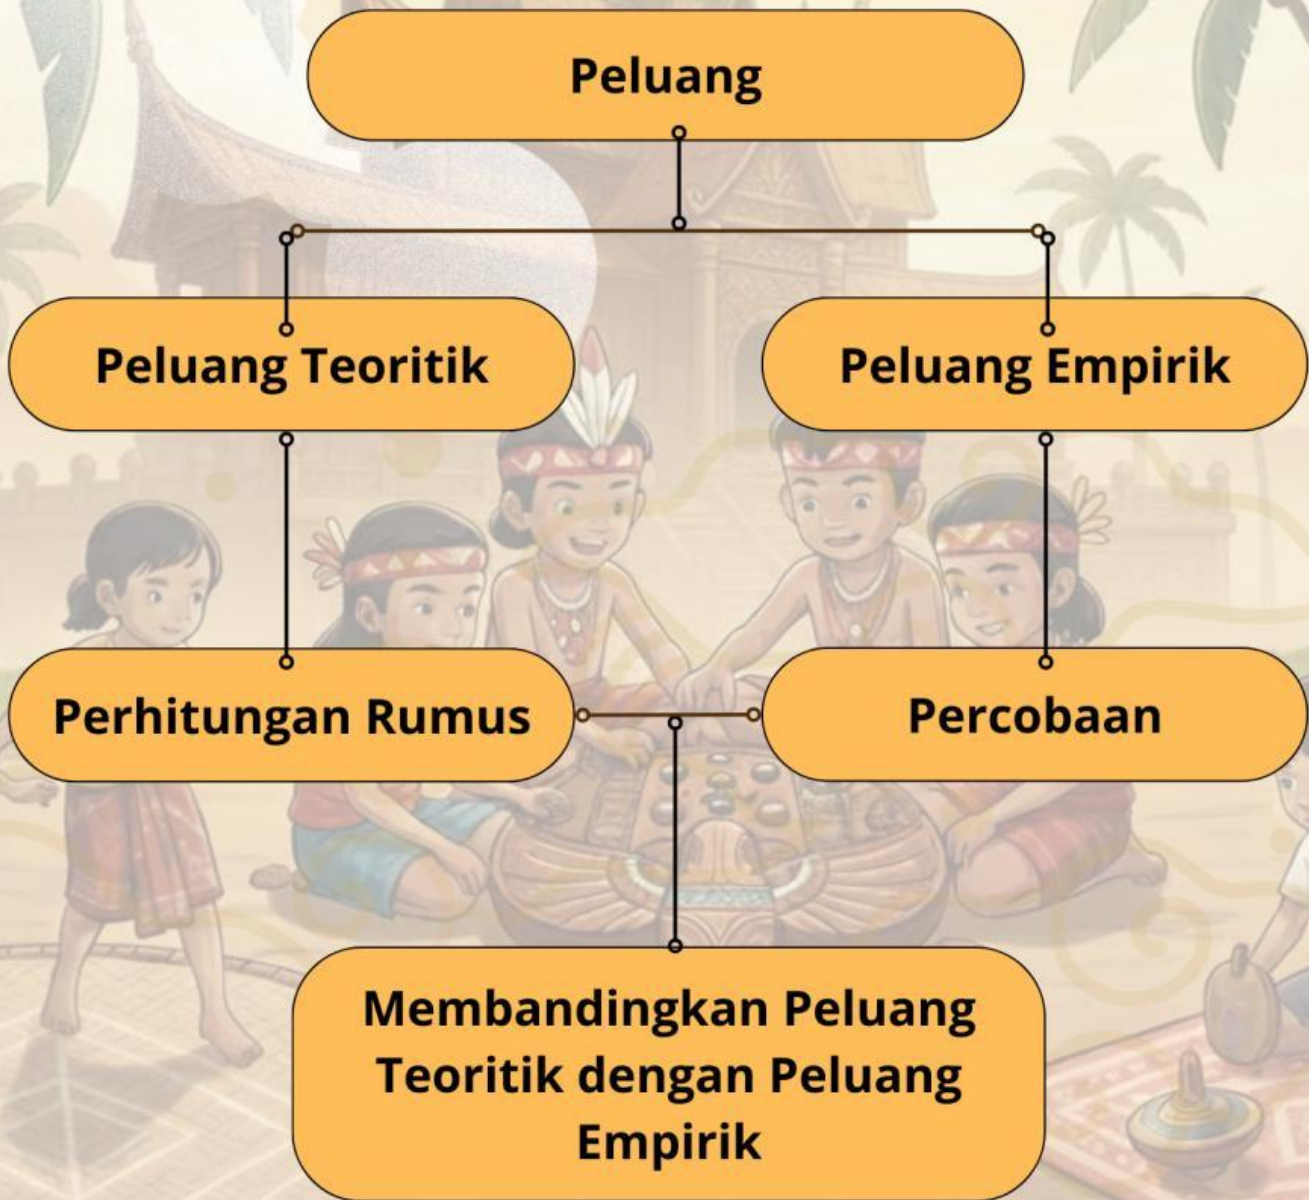 Peluang
Peluang Teoritik
Peluang Empirik
Perhitungan Rumus
Percobaan
Membandingkan Peluang
Teoritik dengan Peluang
Empirik